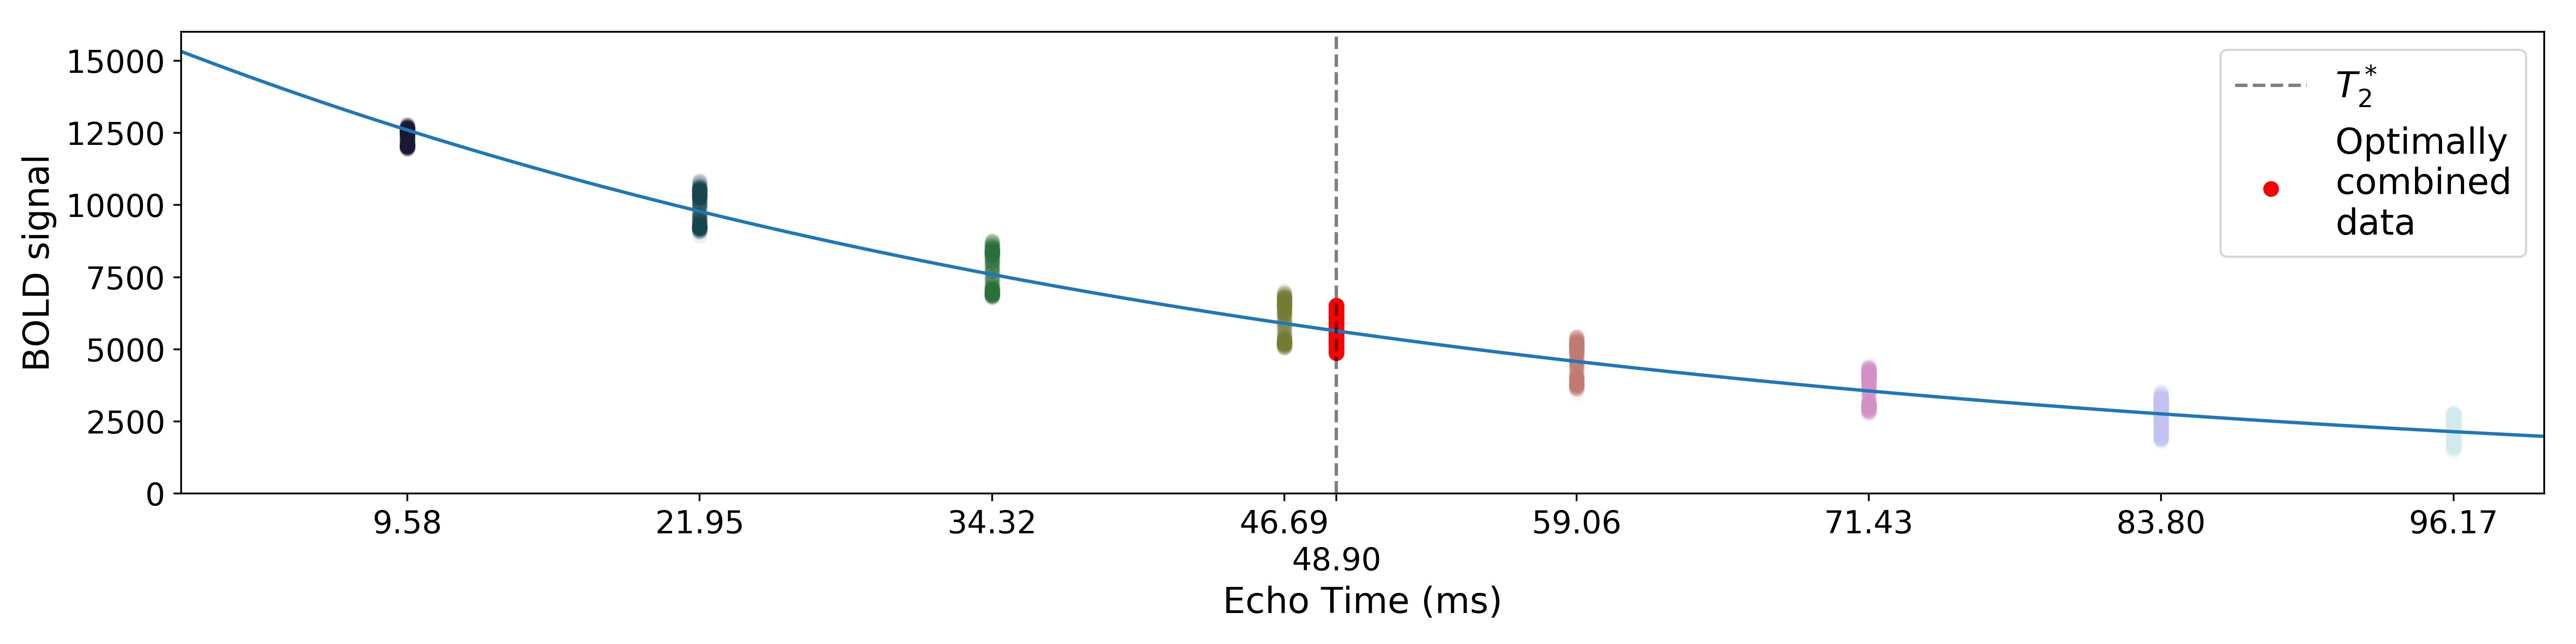 15000
12500
10000
7500
5000
2500
0
BOLD signal
9.58 21.95 34.32 46.69 59.06 71.43 83.80 96.17
48.90
Echo Time (ms)
T₂*
Optimally
combined
data